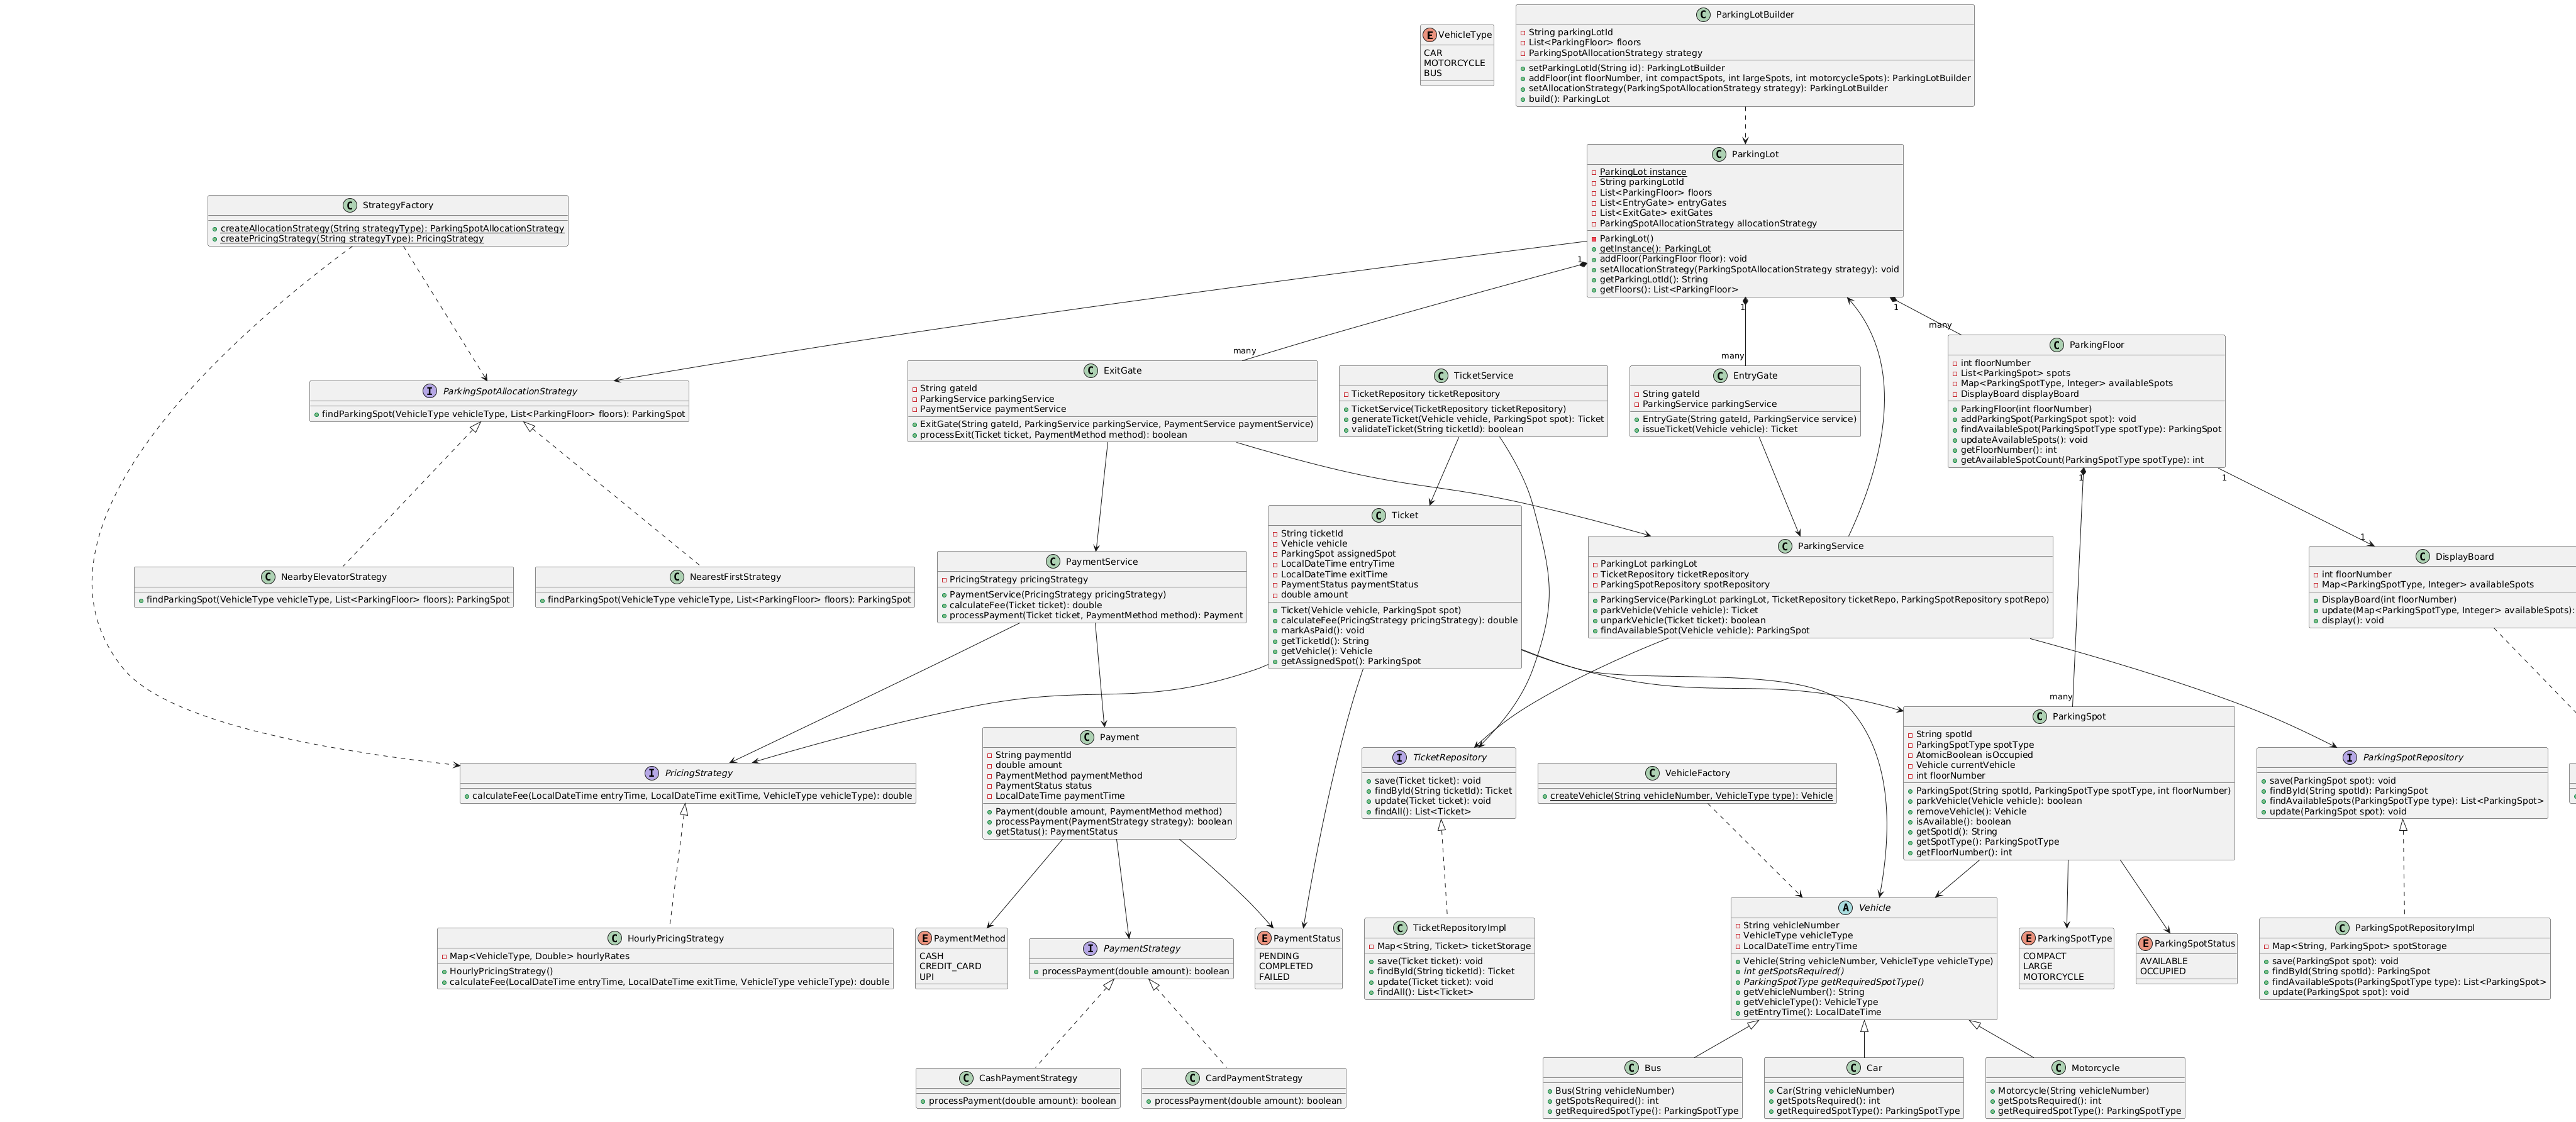 ParkingLotBuilder
String parkingLotId
List<ParkingFloor> floors
ParkingSpotAllocationStrategy strategy
setParkingLotId(String id): ParkingLotBuilder
addFloor(int floorNumber, int compactSpots, int largeSpots, int motorcycleSpots): ParkingLotBuilder
setAllocationStrategy(ParkingSpotAllocationStrategy strategy): ParkingLotBuilder
build(): ParkingLot
E VehicleType
CAR
MOTORCYCLE
BUS
C ParkingLot
ParkingLot instance
String parkingLotId
List<ParkingFloor> floors
List<EntryGate> entryGates
List<ExitGate> exitGates
ParkingSpotAllocationStrategy allocationStrategy
ParkingLot()
getInstance(): ParkingLot
addFloor(ParkingFloor floor): void
setAllocationStrategy(ParkingSpotAllocationStrategy strategy): void
getParkingLotId(): String
getFloors(): List<ParkingFloor>
C StrategyFactory
createAllocationStrategy(String strategyType): ParkingSpotAllocationStrategy
createPricingStrategy(String strategyType): PricingStrategy
1
1
1
many
many
many
I ParkingSpotAllocationStrategy
findParkingSpot(VehicleType vehicleType, List<ParkingFloor> floors): ParkingSpot
C ExitGate
String gateId
ParkingService parkingService
PaymentService paymentService
ExitGate(String gateId, ParkingService parkingService, PaymentService paymentService)
processExit(Ticket ticket, PaymentMethod method): boolean
C TicketService
TicketRepository ticketRepository
TicketService(TicketRepository ticketRepository)
generateTicket(Vehicle vehicle, ParkingSpot spot): Ticket
validateTicket(String ticketId): boolean
C EntryGate
String gateId
ParkingService parkingService
EntryGate(String gateId, ParkingService service)
issueTicket(Vehicle vehicle): Ticket
C ParkingFloor
int floorNumber
List<ParkingSpot> spots
Map<ParkingSpotType, Integer> availableSpots
DisplayBoard displayBoard
ParkingFloor(int floorNumber)
addParkingSpot(ParkingSpot spot): void
findAvailableSpot(ParkingSpotType spotType): ParkingSpot
updateAvailableSpots(): void
getFloorNumber(): int
getAvailableSpotCount(ParkingSpotType spotType): int
1
1
1
many
C NearbyElevatorStrategy
findParkingSpot(VehicleType vehicleType, List<ParkingFloor> floors): ParkingSpot
C NearestFirstStrategy
findParkingSpot(VehicleType vehicleType, List<ParkingFloor> floors): ParkingSpot
C PaymentService
PricingStrategy pricingStrategy
PaymentService(PricingStrategy pricingStrategy)
calculateFee(Ticket ticket): double
processPayment(Ticket ticket, PaymentMethod method): Payment
C Ticket
String ticketId
Vehicle vehicle
ParkingSpot assignedSpot
LocalDateTime entryTime
LocalDateTime exitTime
PaymentStatus paymentStatus
double amount
Ticket(Vehicle vehicle, ParkingSpot spot)
calculateFee(PricingStrategy pricingStrategy): double
markAsPaid(): void
getTicketId(): String
getVehicle(): Vehicle
getAssignedSpot(): ParkingSpot
C ParkingService
ParkingLot parkingLot
TicketRepository ticketRepository
ParkingSpotRepository spotRepository
ParkingService(ParkingLot parkingLot, TicketRepository ticketRepo, ParkingSpotRepository spotRepo)
parkVehicle(Vehicle vehicle): Ticket
unparkVehicle(Ticket ticket): boolean
findAvailableSpot(Vehicle vehicle): ParkingSpot
C DisplayBoard
int floorNumber
Map<ParkingSpotType, Integer> availableSpots
DisplayBoard(int floorNumber)
update(Map<ParkingSpotType, Integer> availableSpots):
display(): void
I PricingStrategy
calculateFee(LocalDateTime entryTime, LocalDateTime exitTime, VehicleType vehicleType): double
C Payment
String paymentId
double amount
PaymentMethod paymentMethod
PaymentStatus status
LocalDateTime paymentTime
Payment(double amount, PaymentMethod method)
processPayment(PaymentStrategy strategy): boolean
getStatus(): PaymentStatus
I TicketRepository
save(Ticket ticket): void
findById(String ticketId): Ticket
update(Ticket ticket): void
findAll(): List<Ticket>
C VehicleFactory
createVehicle(String vehicleNumber, VehicleType type): Vehicle
C ParkingSpot
String spotId
ParkingSpotType spotType
AtomicBoolean isOccupied
Vehicle currentVehicle
int floorNumber
ParkingSpot(String spotId, ParkingSpotType spotType, int floorNumber)
parkVehicle(Vehicle vehicle): boolean
removeVehicle(): Vehicle
isAvailable(): boolean
getSpotId(): String
getSpotType(): ParkingSpotType
getFloorNumber(): int
I ParkingSpotRepository
save(ParkingSpot spot): void
findById(String spotId): ParkingSpot
findAvailableSpots(ParkingSpotType type): List<ParkingSpot>
update(ParkingSpot spot): void
C HourlyPricingStrategy
Map<VehicleType, Double> hourlyRates
HourlyPricingStrategy()
calculateFee(LocalDateTime entryTime, LocalDateTime exitTime, VehicleType vehicleType): double
E PaymentMethod
CASH
CREDIT_CARD
UPI
I PaymentStrategy
processPayment(double amount): boolean
E PaymentStatus
PENDING
COMPLETED
FAILED
C TicketRepositoryImpl
Map<String, Ticket> ticketStorage
save(Ticket ticket): void
findById(String ticketId): Ticket
update(Ticket ticket): void
findAll(): List<Ticket>
A Vehicle
String vehicleNumber
VehicleType vehicleType
LocalDateTime entryTime
Vehicle(String vehicleNumber, VehicleType vehicleType)
int getSpotsRequired()
ParkingSpotType getRequiredSpotType()
getVehicleNumber(): String
getVehicleType(): VehicleType
getEntryTime(): LocalDateTime
E ParkingSpotType
COMPACT
LARGE
MOTORCYCLE
E ParkingSpotStatus
AVAILABLE
OCCUPIED
C ParkingSpotRepositoryImpl
Map<String, ParkingSpot> spotStorage
save(ParkingSpot spot): void
findById(String spotId): ParkingSpot
findAvailableSpots(ParkingSpotType type): List<ParkingSpot>
update(ParkingSpot spot): void
C CashPaymentStrategy
processPayment(double amount): boolean
C CardPaymentStrategy
processPayment(double amount): boolean
C Bus
Bus(String vehicleNumber)
getSpotsRequired(): int
getRequiredSpotType(): ParkingSpotType
C Car
Car(String vehicleNumber)
getSpotsRequired(): int
getRequiredSpotType(): ParkingSpotType
C Motorcycle
Motorcycle(String vehicleNumber)
getSpotsRequired(): int
getRequiredSpotType(): ParkingSpotType